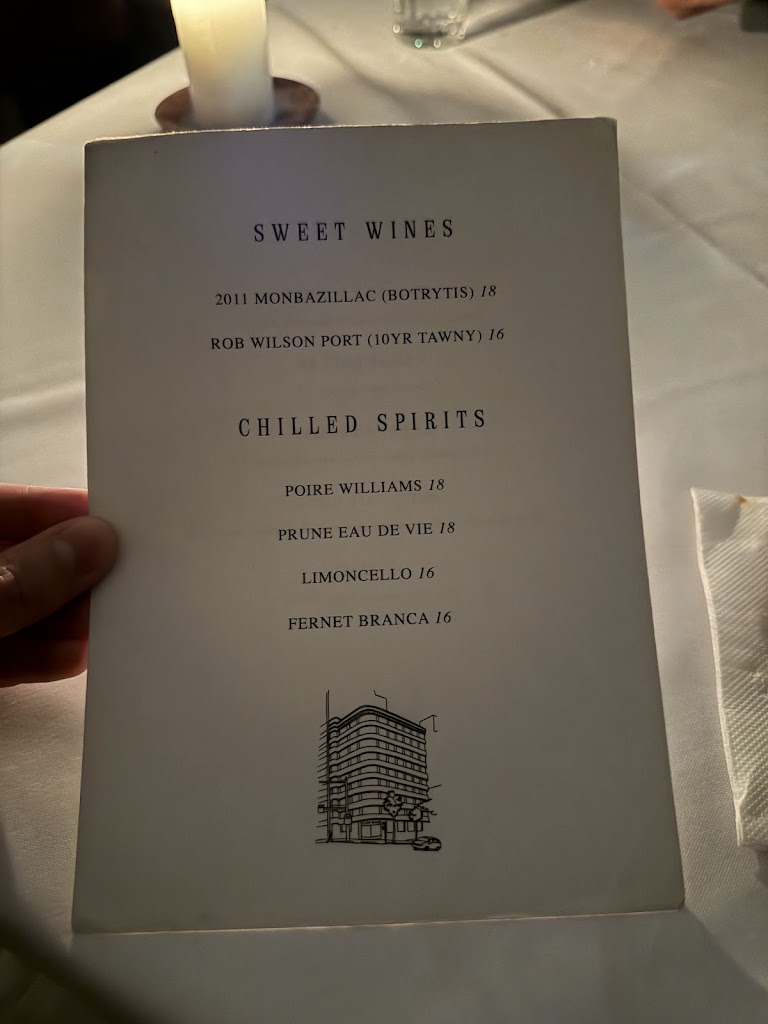 SWEET WINES
2011 MONBAZILLAC (BOTRYTIS) 18
ROB WILSON PORT (10YR TAWNY) 16
CHILLED SPIRITS
POIRE WILLIAMS 18
PRUNE EAU DE VIE 18
LIMONCELLO 16
FERNET BRANCA 16